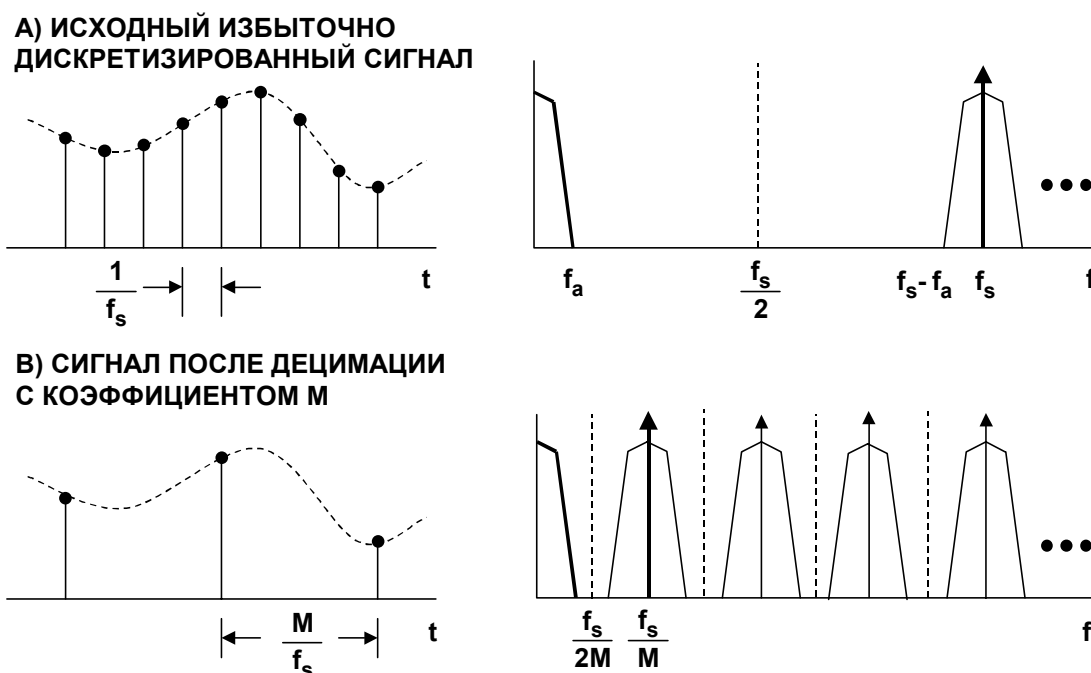 А) ИСХОДНЫЙ ИЗБЫТОЧНО
ДИСКРЕТИЗИРОВАННЫЙ СИГНАЛ
1
fs
t
fa
fs
2
fs- fa
fs
f
В) СИГНАЛ ПОСЛЕ ДЕЦИМАЦИИ
С КОЭФФИЦИЕНТОМ М
M
fs
t
fs
2M
fs
M
f